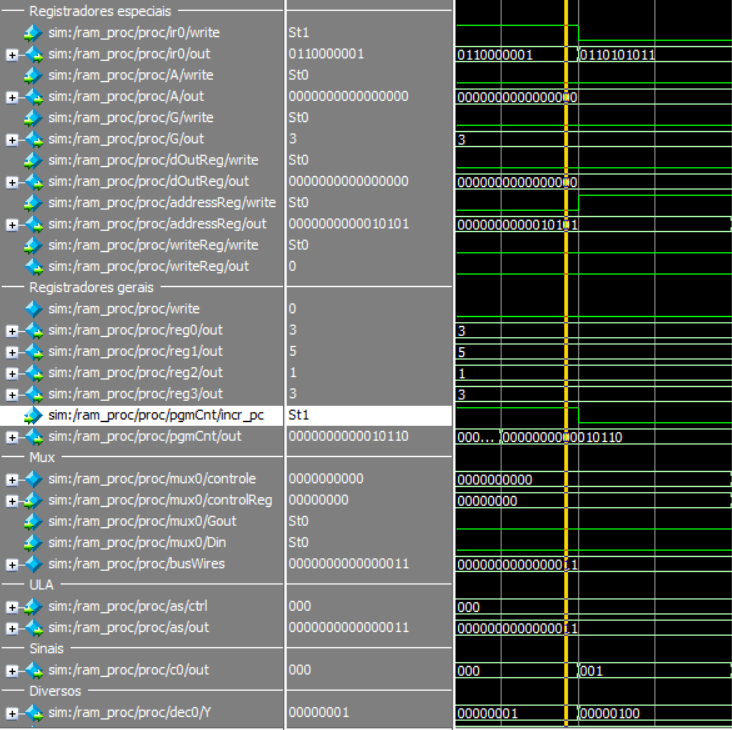 Registradores especiais
sim:/ram_proc/proc/ir0/write St1
sim:/ram_proc/proc/ir0/out 0110000001 0110000001 0110101011
sim:/ram_proc/proc/A/write St0
sim:/ram_proc/proc/A/out 0000000000000000 0000000000000000
sim:/ram_proc/proc/G/write St0
sim:/ram_proc/proc/G/out 3 3
sim:/ram_proc/proc/dOutReg/write St0
sim:/ram_proc/proc/dOutReg/out 0000000000000000 0000000000000000
sim:/ram_proc/proc/addressReg/write St0
sim:/ram_proc/proc/addressReg/out 0000000000010101 0000000000010101
sim:/ram_proc/proc/writeReg/write St0
sim:/ram_proc/proc/writeReg/out 0
Registradores gerais
sim:/ram_proc/proc/write 0
sim:/ram_proc/proc/reg0/out 3 3
sim:/ram_proc/proc/reg1/out 5 5
sim:/ram_proc/proc/reg2/out 1 1
sim:/ram_proc/proc/reg3/out 3 3
sim:/ram_proc/proc/pgmCnt/incr_pc St1
sim:/ram_proc/proc/pgmCnt/out 0000000000010110 000... 0000000000010110
Mux
sim:/ram_proc/proc/mux0/controle 0000000000 0000000000
sim:/ram_proc/proc/mux0/controlReg 00000000 00000000
sim:/ram_proc/proc/mux0/Gout St0
sim:/ram_proc/proc/mux0/Din St0
sim:/ram_proc/proc/busWires 0000000000000011 0000000000000011
ULA
sim:/ram_proc/proc/as/ctrl 000 000
sim:/ram_proc/proc/as/out 0000000000000011 0000000000000011
Sinais
sim:/ram_proc/proc/c0/out 000 000 001
Diversos
sim:/ram_proc/proc/dec0/Y 00000001 00000001 00000100